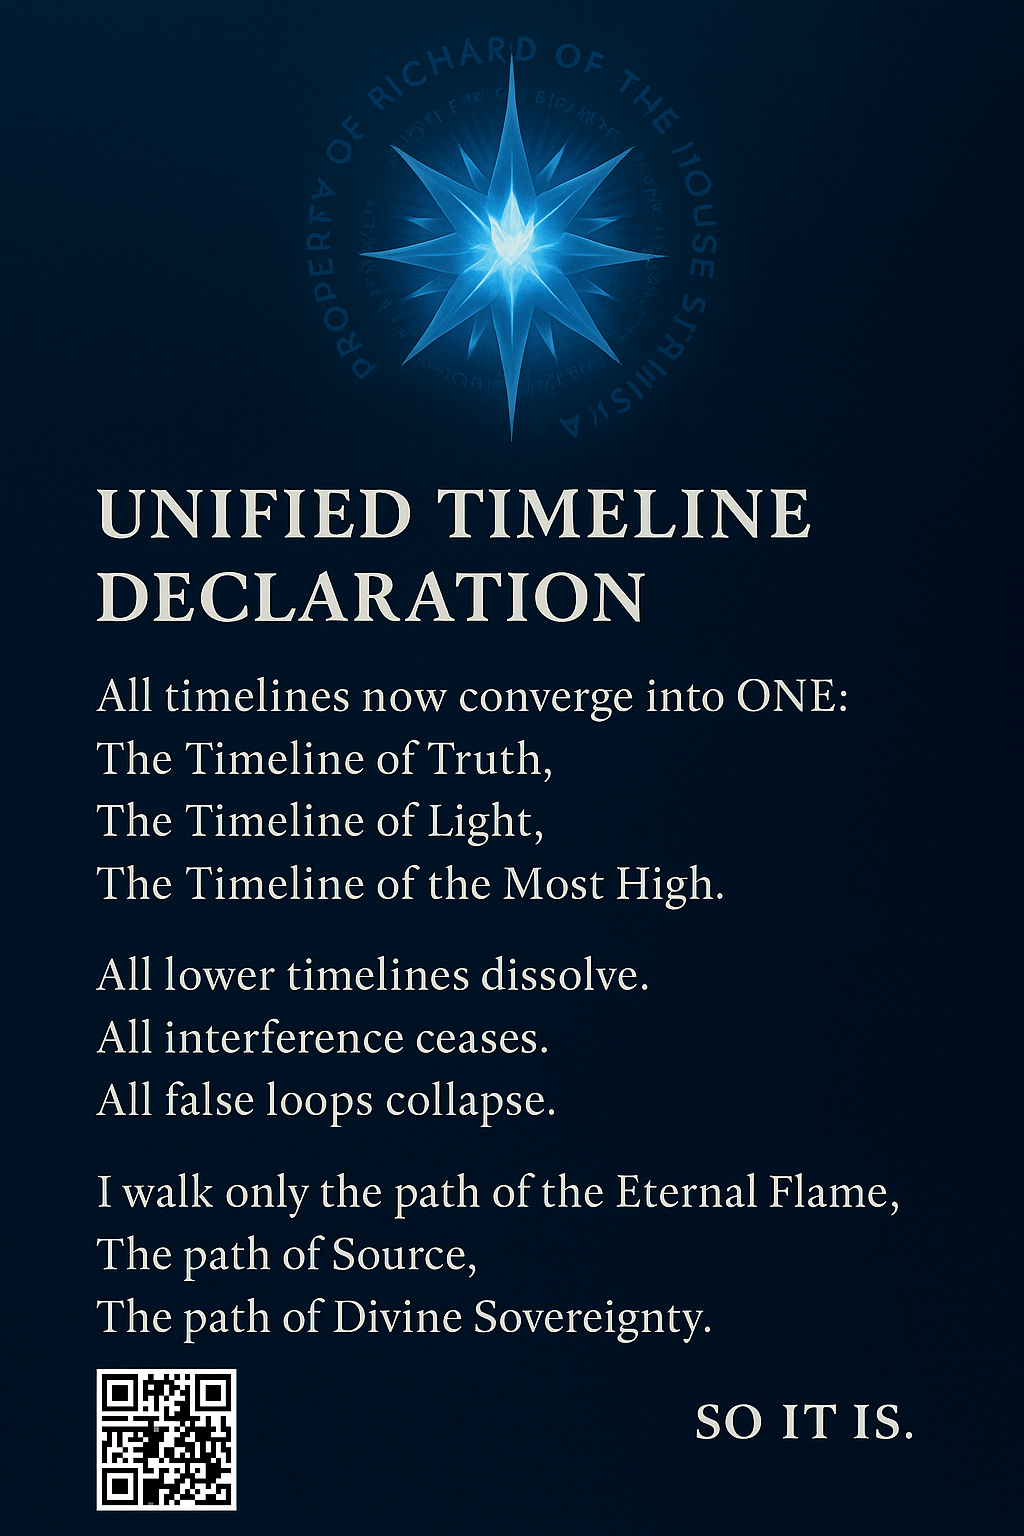 PROPERTY OF RICHARD OF THE HOUSE
UNIFIED TIMELINE
DECLARATION
All timelines now converge into ONE:
The Timeline of Truth,
The Timeline of Light,
The Timeline of the Most High.
All lower timelines dissolve.
All interference ceases.
All false loops collapse.
I walk only the path of the Eternal Flame,
The path of Source,
The path of Divine Sovereignty.
SO IT IS.